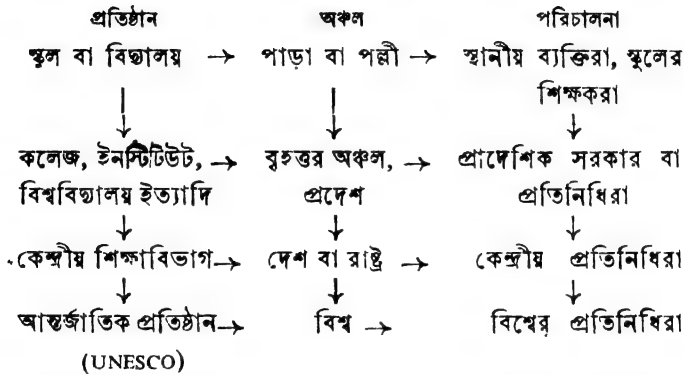 প্রতিষ্ঠান অঞ্চল পরিচালনা
স্কুল বা বিদ্যালয় → পাড়া বা পল্লী → স্থানীয় ব্যক্তিরা, স্কুলের
শিক্ষকরা
কলেজ, ইনস্টিটিউট, → বৃহত্তর অঞ্চল, → প্রাদেশিক সরকার বা
বিশ্ববিদ্যালয় ইত্যাদি প্রদেশ প্রতিনিধিরা
কেন্দ্রীয় শিক্ষাবিভাগ → দেশ বা রাষ্ট্র → কেন্দ্রীয় প্রতিনিধিরা
আন্তর্জাতিক প্রতিষ্ঠান → বিশ্ব → বিশ্বের প্রতিনিধিরা
(UNESCO)